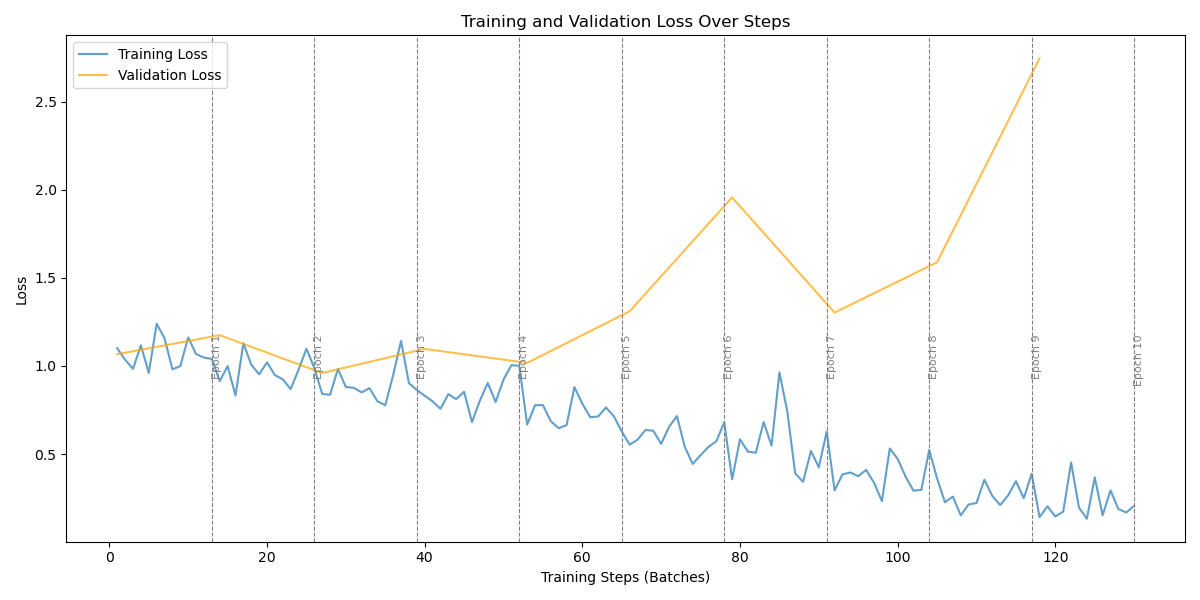 Training and Validation Loss Over Steps
Training Loss
Validation Loss
Loss
2.5
2.0
1.5
1.0
0.5
Epoch 1
Epoch 2
Epoch 3
Epoch 4
Epoch 5
Epoch 6
Epoch 7
Epoch 8
Epoch 9
Epoch 10
0
20
40
60
80
100
120
Training Steps (Batches)